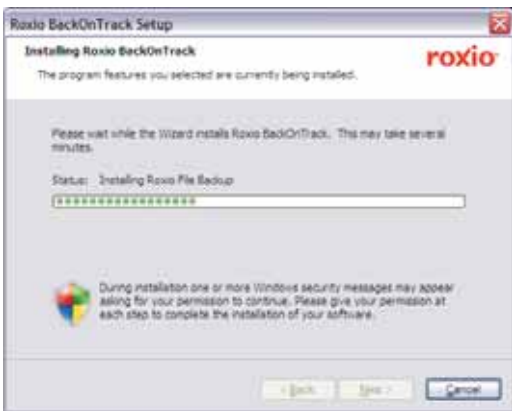 Roxio BackOnTrack Setup
Installing Roxio BackOnTrack
The program features you selected are currently being installed.
roxio
Please wait while the Wizard installs Roxio BackOnTrack. This may take several
minutes.
Status: Installing Roxio File Backup
During installation one or more Windows security messages may appear
asking for your permission to continue. Please give your permission at
each step to complete the installation of your software.
< Back Next > Cancel